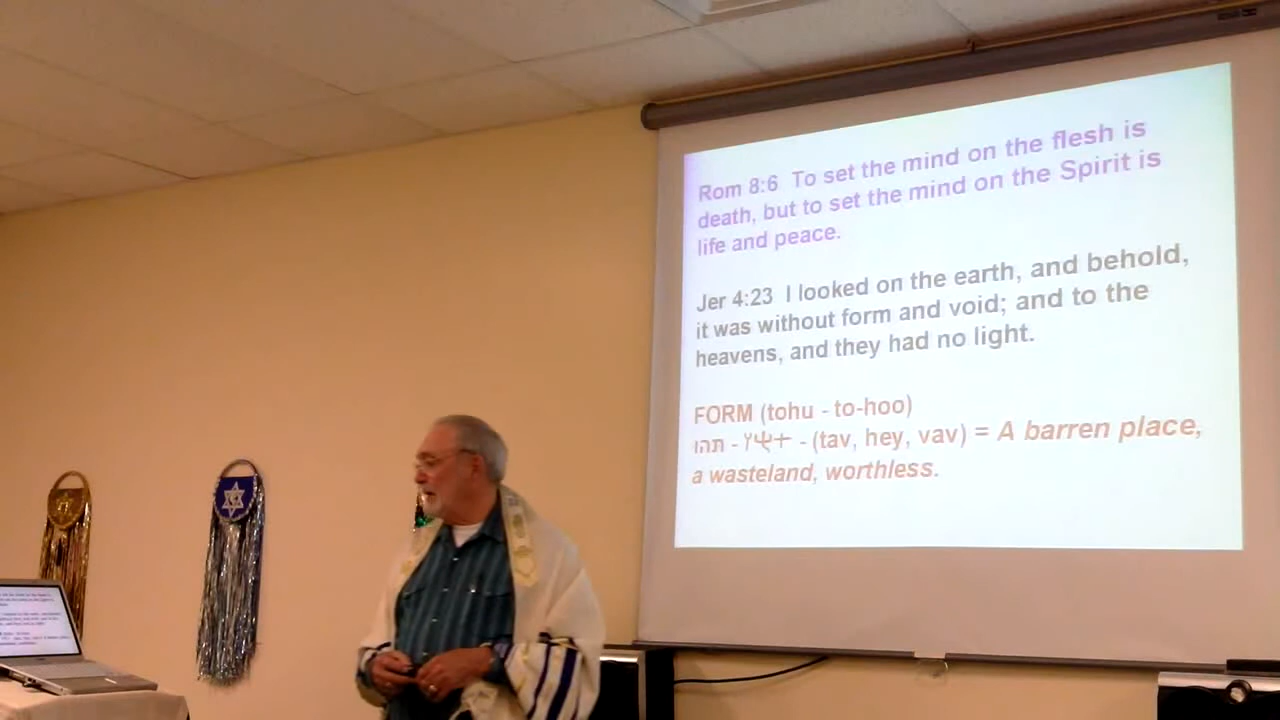 Rom 8:6  To set the mind on the flesh is
death, but to set the mind on the Spirit is
life and peace.
Jer 4:23  I looked on the earth, and behold,
it was without form and void; and to the
heavens, and they had no light.
FORM (tohu - to-hoo)
תהו - 𐤅𐤄𐤕 - (tav, hey, vav) = A barren place,
a wasteland, worthless.